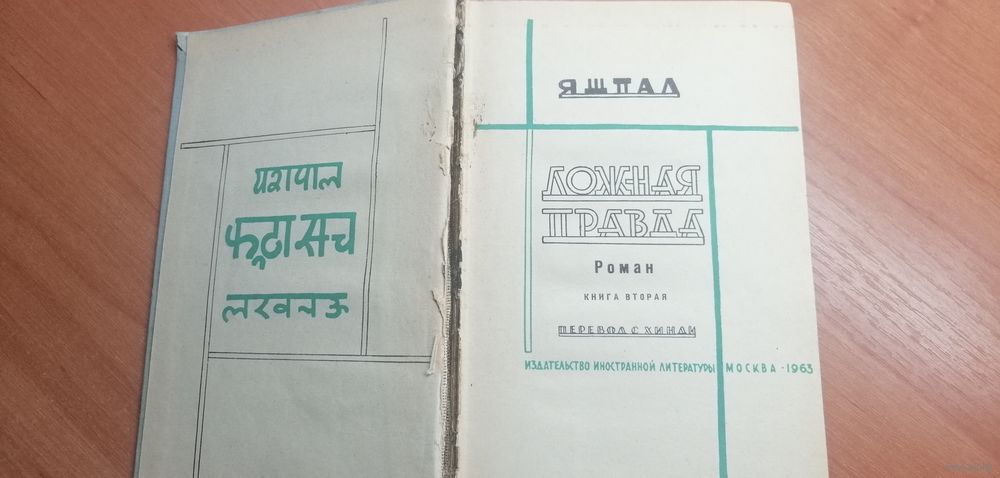 यशपाल
झूठा सच
लखनऊ
ЯШПАЛ
ЛОЖНАЯ
ПРАВДА
Роман
КНИГА ВТОРАЯ
ПЕРЕВОД С ХИНДИ
ИЗДАТЕЛЬСТВО ИНОСТРАННОЙ ЛИТЕРАТУРЫ МОСКВА - 1963